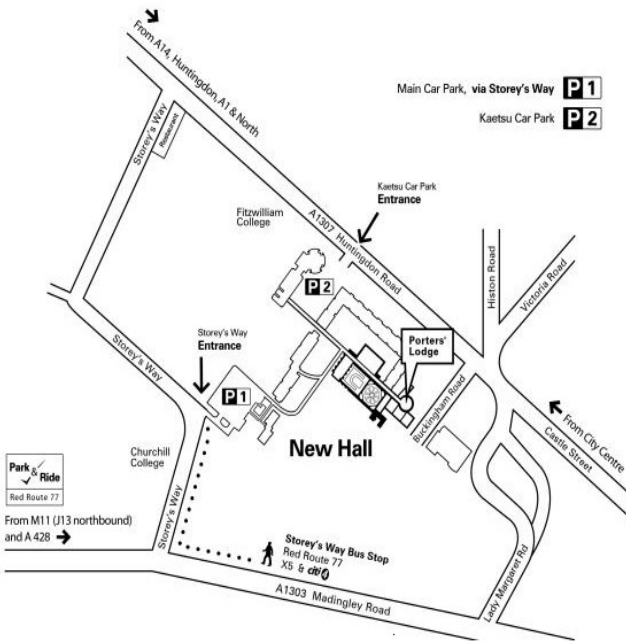 From A14, Huntingdon, A1 & North
Main Car Park, via Storey's Way P 1
Kaetsu Car Park P 2
Storey's Way
Restaurant
Kaetsu Car Park
Entrance
Fitzwilliam
College
A1307 Huntingdon Road
Histon Road
Victoria Road
P 2
Storey's Way
Storey's Way
Entrance
Porters'
Lodge
P 1
Buckingham Road
From City Centre
Castle Street
New Hall
Churchill
College
Park & Ride
Red Route 77
From M11 (J13 northbound)
and A 428
Storey's Way
Storey's Way Bus Stop
Red Route 77
X5 & citi 4
A1303 Madingley Road
Lady Margaret Rd